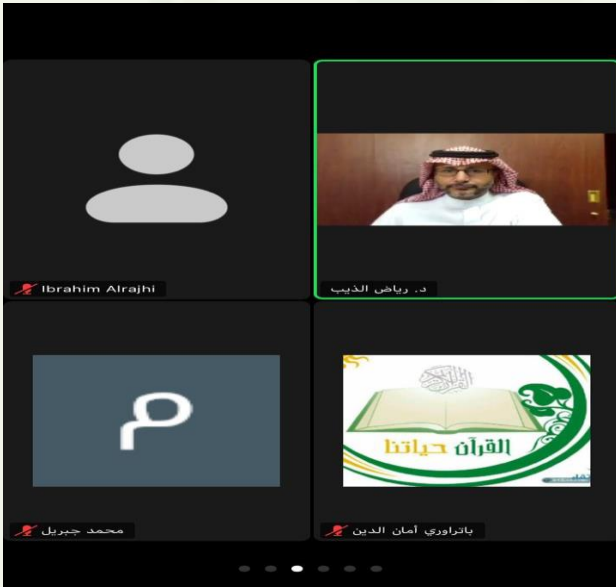 Ibrahim Alrajhi
د. رياض الذيب
م
القرآن حياتنا
محمد جبريل
باتراوري أمان الدين